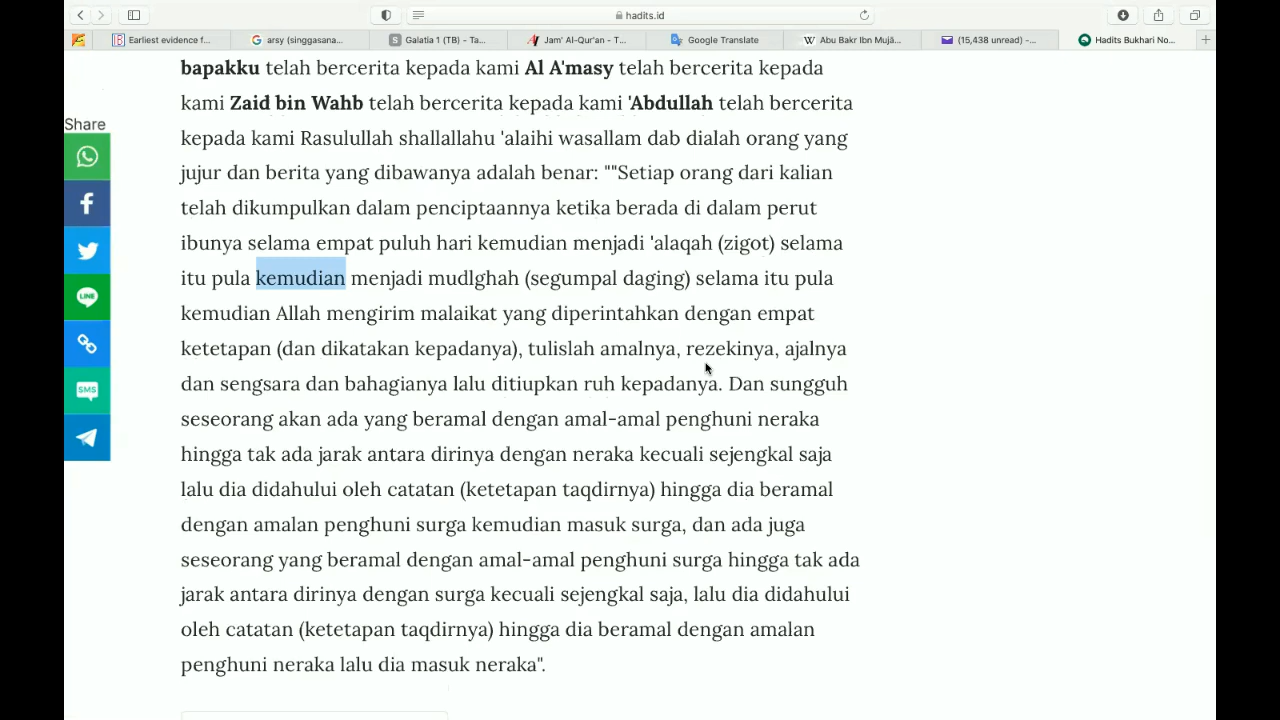 hadits.id
Earliest evidence f...
arsy (singgasana...
Galatia 1 (TB) - Ta...
Jam' Al-Qur'an - T...
Google Translate
Abu Bakr Ibn Mujā...
(15,438 unread) -...
Hadits Bukhari No...
bapakku telah bercerita kepada kami Al A'masy telah bercerita kepada
kami Zaid bin Wahb telah bercerita kepada kami 'Abdullah telah bercerita
kepada kami Rasulullah shallallahu 'alaihi wasallam dab dialah orang yang
jujur dan berita yang dibawanya adalah benar: ""Setiap orang dari kalian
telah dikumpulkan dalam penciptaannya ketika berada di dalam perut
ibunya selama empat puluh hari kemudian menjadi 'alaqah (zigot) selama
itu pula kemudian menjadi mudlghah (segumpal daging) selama itu pula
kemudian Allah mengirim malaikat yang diperintahkan dengan empat
ketetapan (dan dikatakan kepadanya), tulislah amalnya, rezekinya, ajalnya
dan sengsara dan bahagianya lalu ditiupkan ruh kepadanya. Dan sungguh
seseorang akan ada yang beramal dengan amal-amal penghuni neraka
hingga tak ada jarak antara dirinya dengan neraka kecuali sejengkal saja
lalu dia didahului oleh catatan (ketetapan taqdirnya) hingga dia beramal
dengan amalan penghuni surga kemudian masuk surga, dan ada juga
seseorang yang beramal dengan amal-amal penghuni surga hingga tak ada
jarak antara dirinya dengan surga kecuali sejengkal saja, lalu dia didahului
oleh catatan (ketetapan taqdirnya) hingga dia beramal dengan amalan
penghuni neraka lalu dia masuk neraka".
Share
LINE
SMS